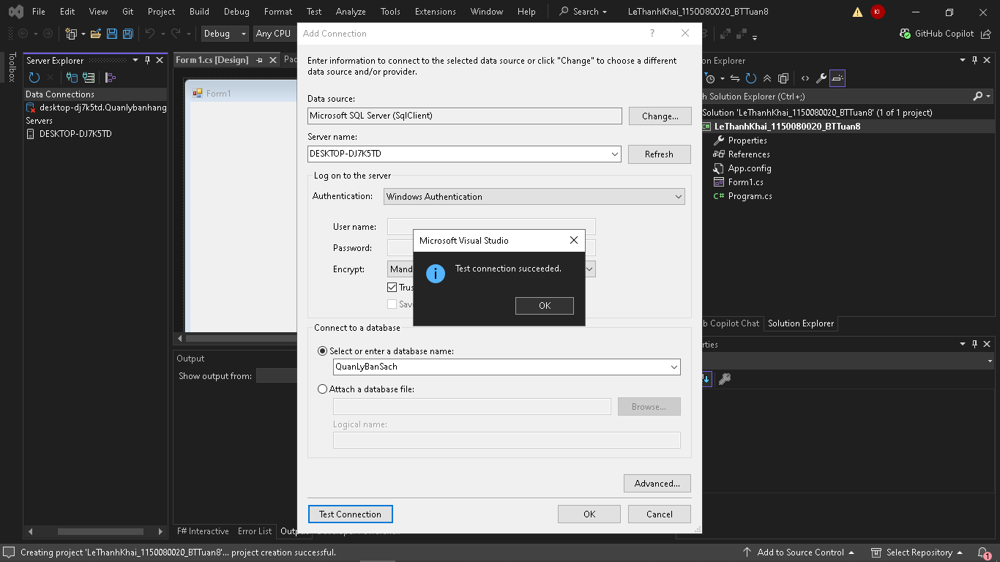 File Edit View Git Project Build Debug Format Test Analyze Tools Extensions Window Help Search LeThanhKhai_1150080020_BTTuan8 KI
Debug Any CPU GitHub Copilot
Toolbox
Server Explorer
Data Connections
desktop-dj7k5td.Quanlybanhang
Servers
DESKTOP-DJ7K5TD
Form1.cs [Design]
Form1
Add Connection ?
Enter information to connect to the selected data source or click "Change" to choose a different
data source and/or provider.
Data source:
Microsoft SQL Server (SqlClient) Change...
Server name:
DESKTOP-DJ7K5TD Refresh
Log on to the server
Authentication: Windows Authentication
User name:
Password:
Encrypt:
Microsoft Visual Studio
Test connection succeeded.
OK
Connect to a database
Select or enter a database name:
QuanLyBanSach
Attach a database file:
Browse...
Logical name:
Advanced...
Test Connection OK Cancel
Solution Explorer (Ctrl+;)
Solution 'LeThanhKhai_1150080020_BTTuan8' (1 of 1 project)
C# LeThanhKhai_1150080020_BTTuan8
Properties
References
App.config
Form1.cs
C# Program.cs
Copilot Chat Solution Explorer
Output
Show output from:
F# Interactive Error List
Creating project 'LeThanhKhai_1150080020_BTTuan8'... project creation successful.
Add to Source Control Select Repository 1